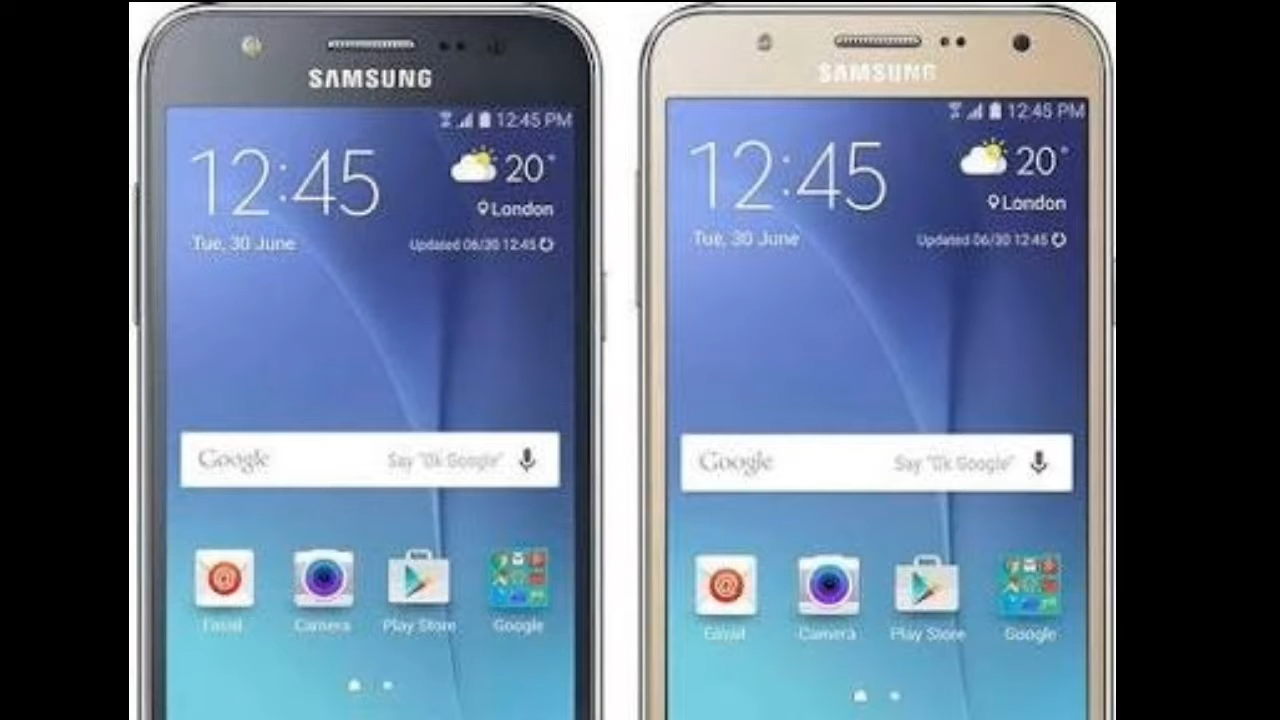 SAMSUNG
12:45 PM
12:45
20°
London
Tue, 30 June
Updated 06/30 12:45
Google
Say "Ok Google"
Email
Camera
Play Store
Google
SAMSUNG
12:45 PM
12:45
20°
London
Tue, 30 June
Updated 06/30 12:45
Google
Say "Ok Google"
Email
Camera
Play Store
Google